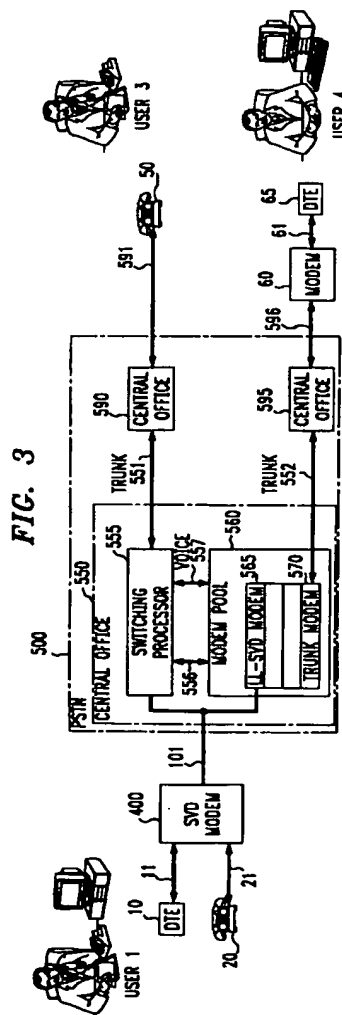 FIG. 3
USER 1
USER 3
USER 4
500
PSTN
550
CENTRAL OFFICE
555
SWITCHING
PROCESSOR
556
VOICE
557
560
MODEM POOL
565
LL-SVD MODEM
570
TRUNK MODEM
TRUNK
551
590
CENTRAL
OFFICE
591
50
TRUNK
552
595
CENTRAL
OFFICE
596
60
MODEM
61
65
DTE
101
400
SVD
MODEM
10
DTE
11
20
21